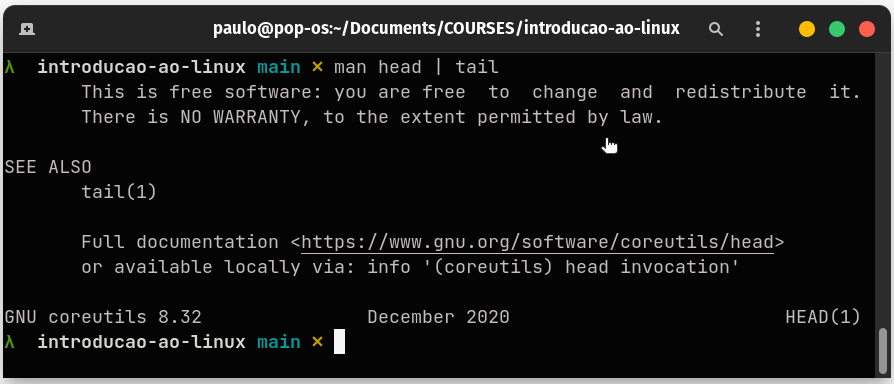 paulo@pop-os:~/Documents/COURSES/introducao-ao-linux
λ  introducao-ao-linux main × man head | tail
       This is free software: you are free  to  change  and  redistribute  it.
       There is NO WARRANTY, to the extent permitted by law.
SEE ALSO
       tail(1)
       Full documentation <https://www.gnu.org/software/coreutils/head>
       or available locally via: info '(coreutils) head invocation'
GNU coreutils 8.32               December 2020                         HEAD(1)
λ  introducao-ao-linux main ×